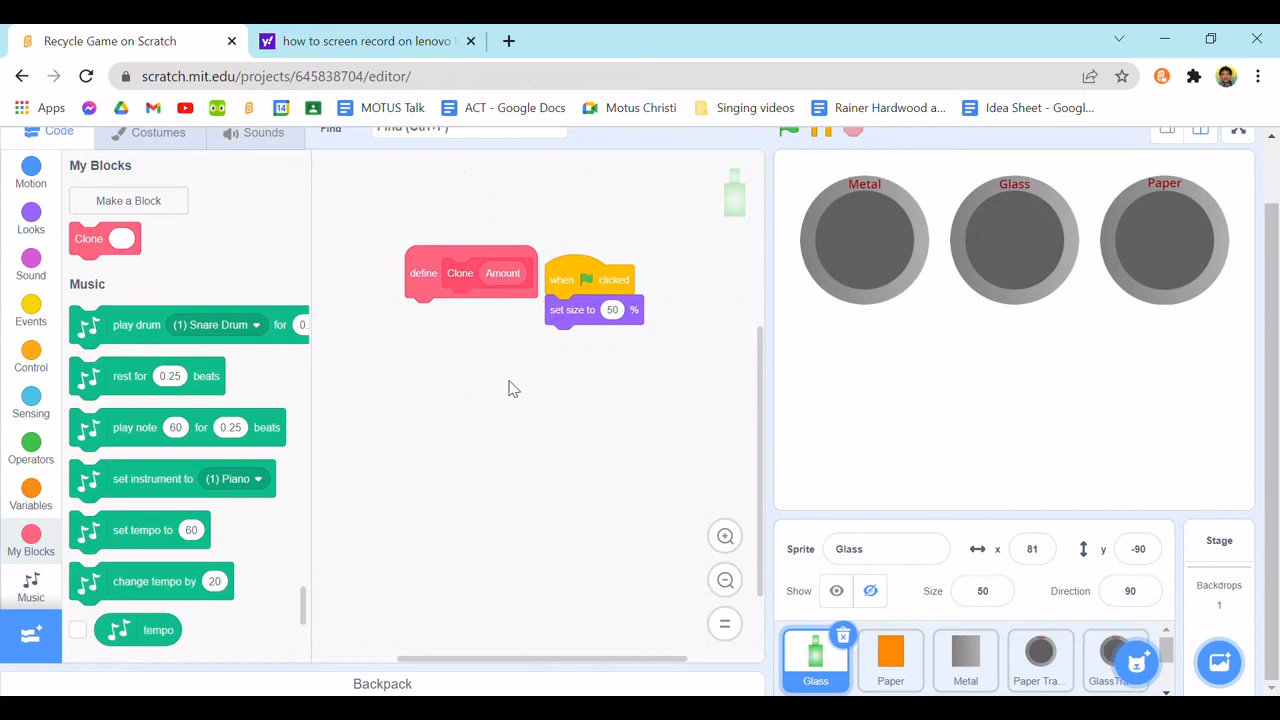 Recycle Game on Scratch
how to screen record on lenovo
scratch.mit.edu/projects/645838704/editor/
Apps
MOTUS Talk
ACT - Google Docs
Motus Christi
Singing videos
Rainer Hardwood a...
Idea Sheet - Googl...
Code
Costumes
Sounds
Find
Find (Ctrl+F)
Motion
Looks
Sound
Events
Control
Sensing
Operators
Variables
My Blocks
Music
My Blocks
Make a Block
Clone
Music
play drum (1) Snare Drum for 0.
rest for 0.25 beats
play note 60 for 0.25 beats
set instrument to (1) Piano
set tempo to 60
change tempo by 20
tempo
define Clone Amount
when clicked
set size to 50 %
Backpack
Metal
Glass
Paper
Sprite Glass x 81 y -90
Show Size 50 Direction 90
Glass
Paper
Metal
Paper Tra...
GlassTr
Stage
Backdrops
1